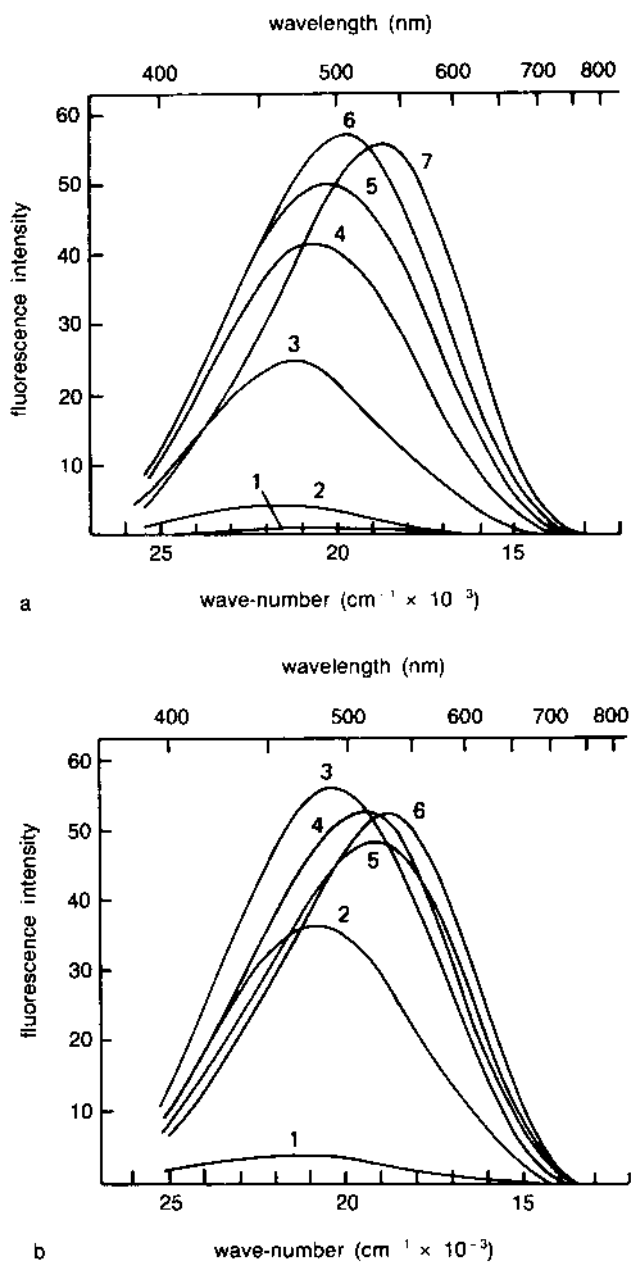 wavelength (nm)
400 500 600 700 800
60
50
40
30
20
10
fluorescence intensity
1 2 3 4 5 6 7
25 20 15
a
wave-number (cm⁻¹ × 10⁻³)
wavelength (nm)
400 500 600 700 800
60
50
40
30
20
10
fluorescence intensity
1 2 3 4 5 6
25 20 15
b
wave-number (cm⁻¹ × 10⁻³)